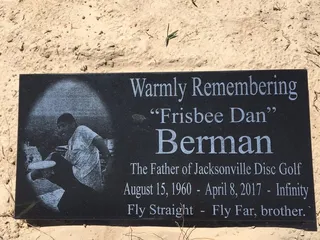 Warmly Remembering
“Frisbee Dan”
Berman
The Father of Jacksonville Disc Golf
August 15, 1960 - April 8, 2017 - Infinity
Fly Straight - Fly Far, brother.